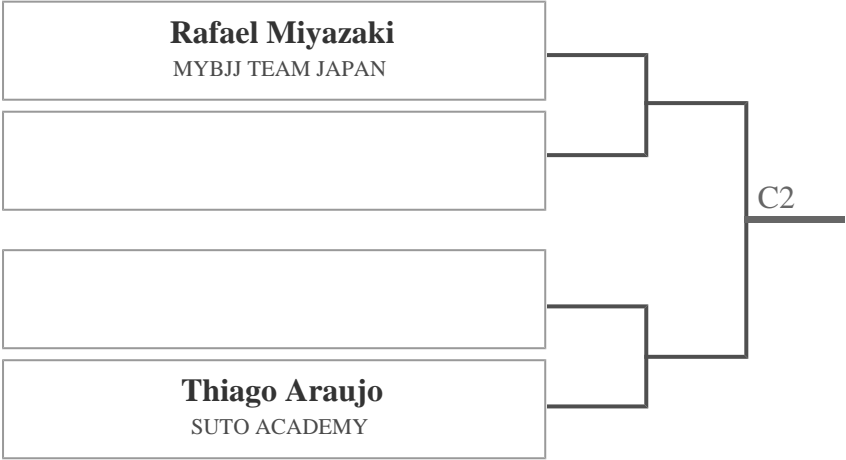 Rafael Miyazaki
MYBJJ TEAM JAPAN
C2
Thiago Araujo
SUTO ACADEMY